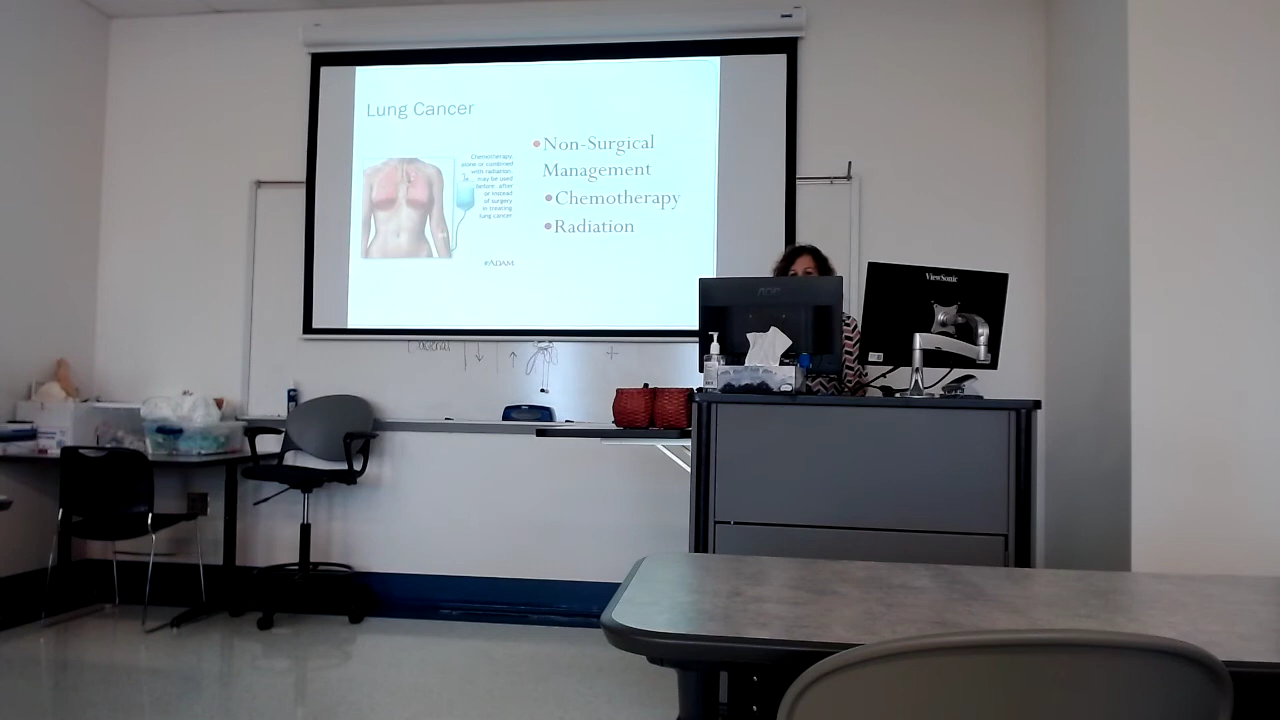 Lung Cancer
Chemotherapy,
alone or combined
with radiation,
may be used
before, after
or instead
of surgery
in treating
lung cancer
ADAM.
•Non-Surgical
Management
•Chemotherapy
•Radiation
ViewSonic
AOC